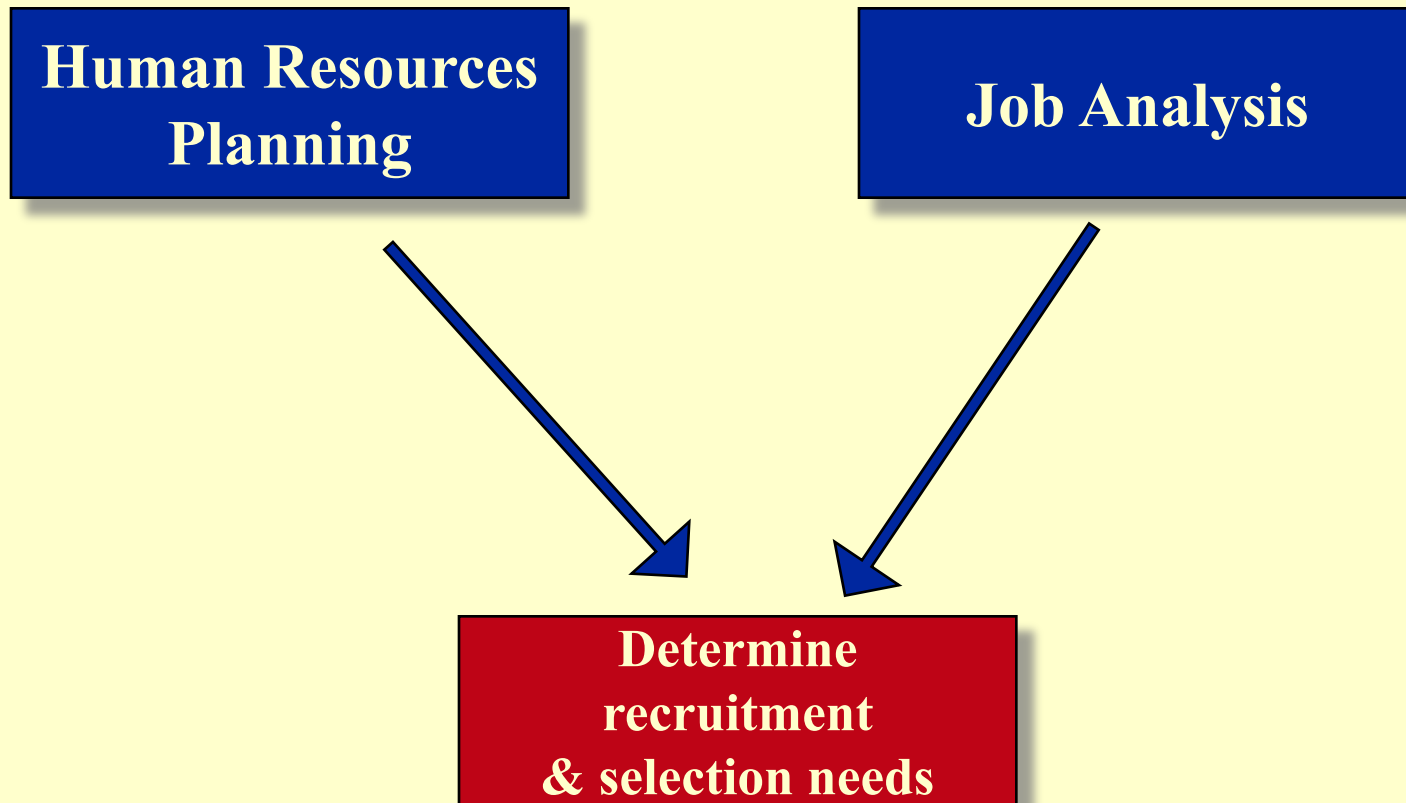 Human Resources
Planning
Job Analysis
Determine
recruitment
& selection needs